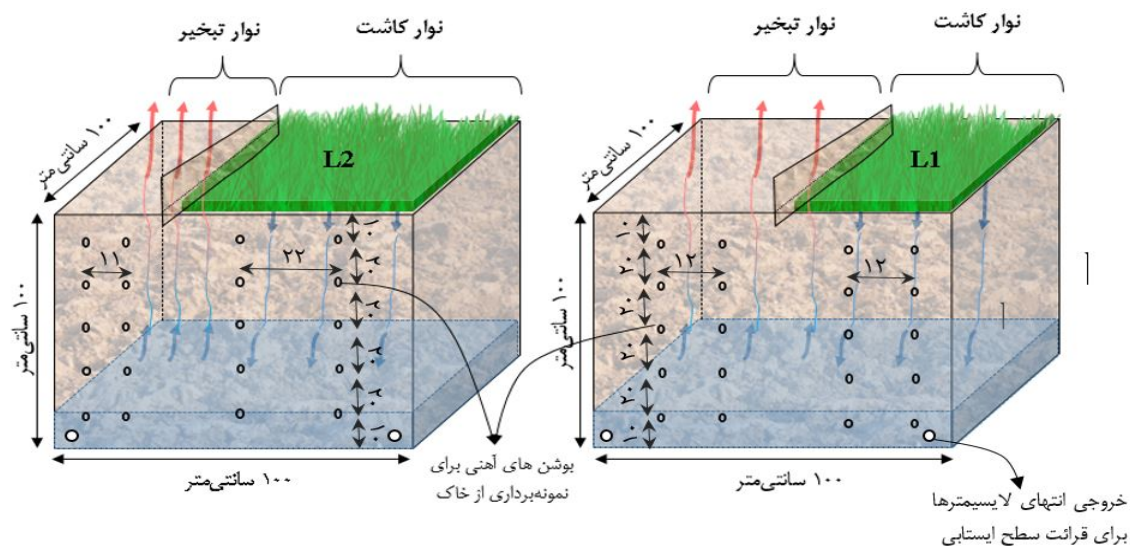 نوار کاشت
نوار تبخیر
نوار کاشت
نوار تبخیر
L2
L1
۱۰۰ سانتی‌متر
۱۰۰ سانتی‌متر
۱۰۰ سانتی‌متر
۱۰۰ سانتی‌متر
۱۱
۲۲
۱۰
۲۰
۲۰
۲۰
۲۰
۱۰
۱۲
۱۲
۱۰
۲۰
۲۰
۲۰
۲۰
۱۰
۱۰۰ سانتی‌متر
۱۰۰ سانتی‌متر
بوشن های آهنی برای
نمونه‌برداری از خاک
خروجی انتهای لایسیمترها
برای قرائت سطح ایستابی